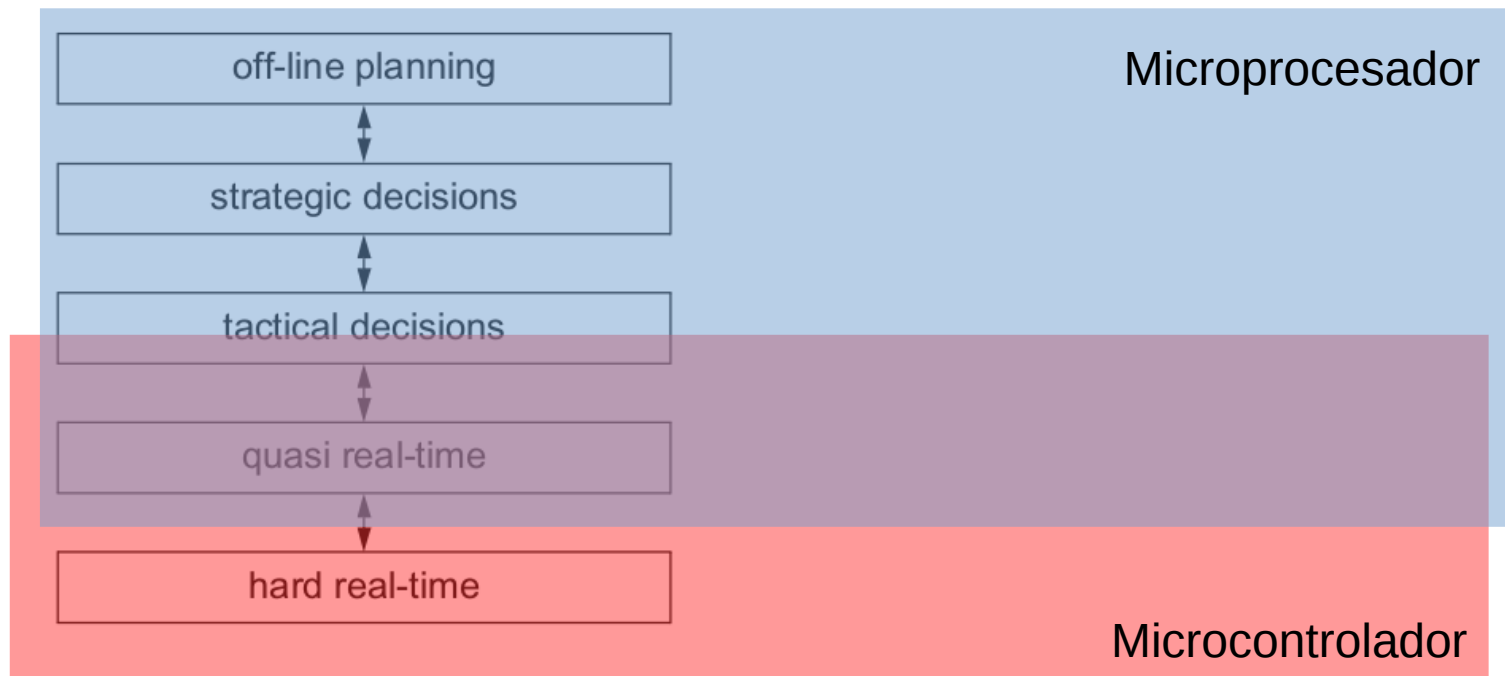 off-line planning
Microprocesador
strategic decisions
tactical decisions
quasi real-time
hard real-time
Microcontrolador